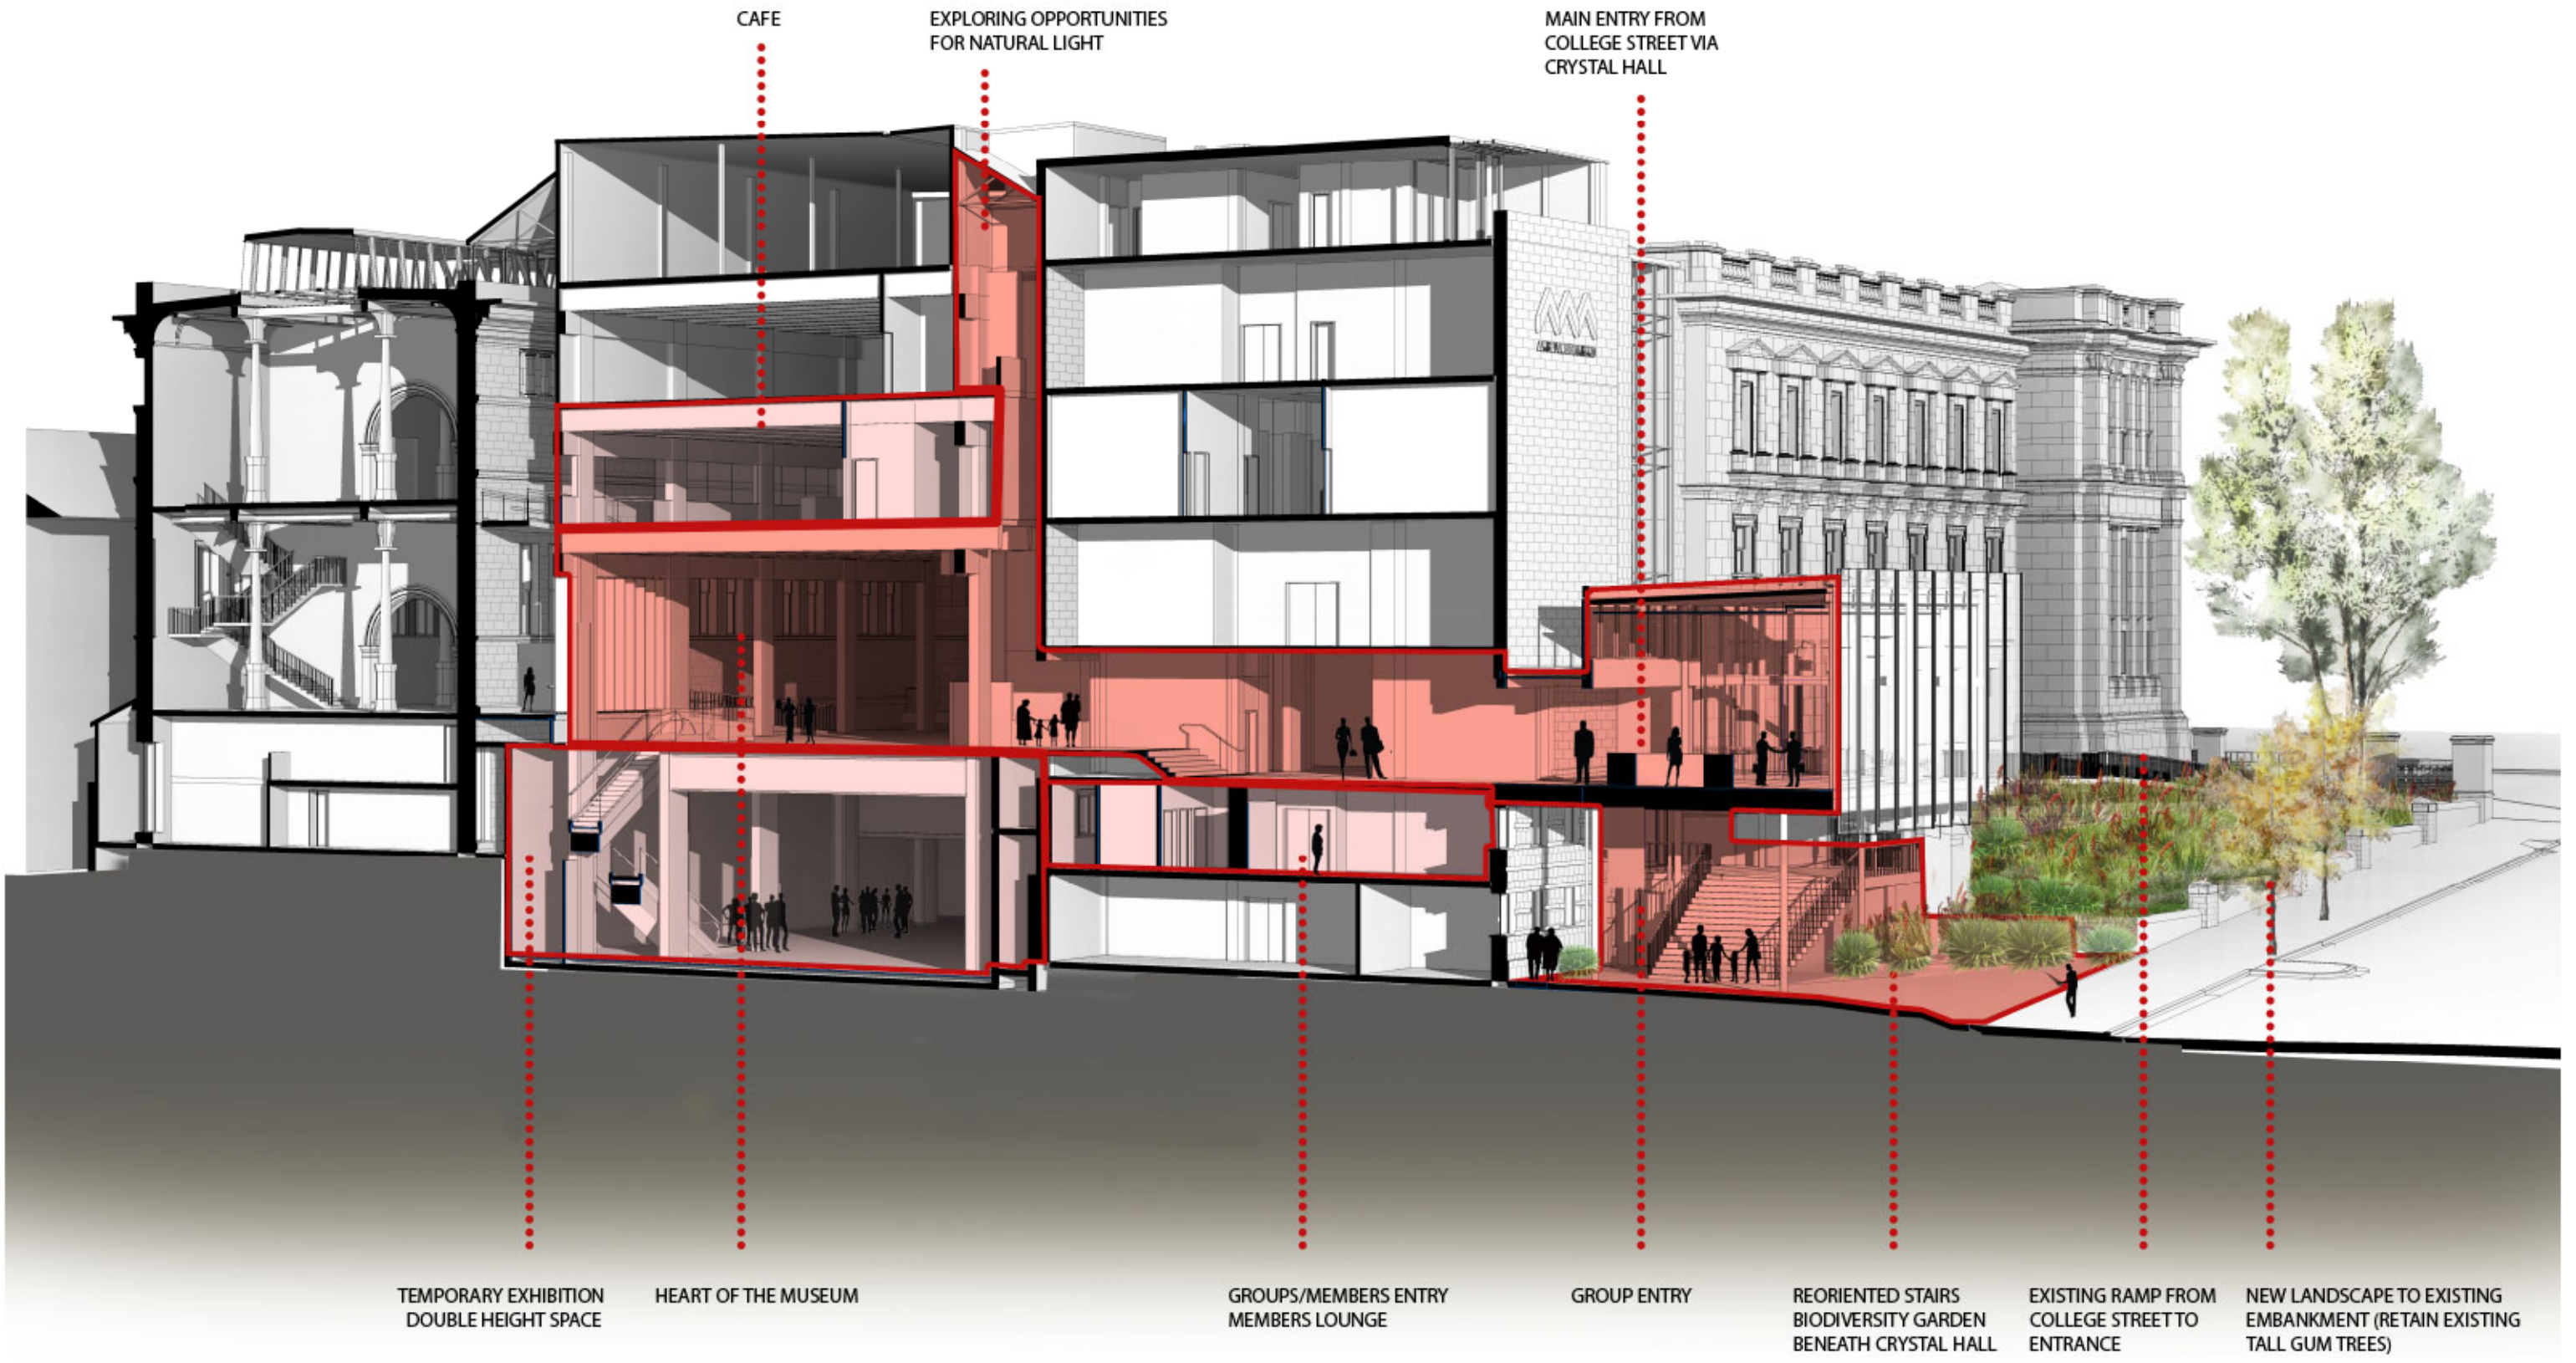 CAFE
EXPLORING OPPORTUNITIES
FOR NATURAL LIGHT
MAIN ENTRY FROM
COLLEGE STREET VIA
CRYSTAL HALL
TEMPORARY EXHIBITION
DOUBLE HEIGHT SPACE
HEART OF THE MUSEUM
GROUPS/MEMBERS ENTRY
MEMBERS LOUNGE
GROUP ENTRY
REORIENTED STAIRS
BIODIVERSITY GARDEN
BENEATH CRYSTAL HALL
EXISTING RAMP FROM
COLLEGE STREET TO
ENTRANCE
NEW LANDSCAPE TO EXISTING
EMBANKMENT (RETAIN EXISTING
TALL GUM TREES)